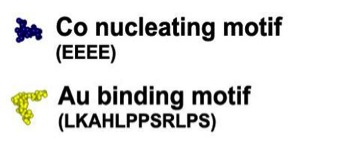 Co nucleating motif
(EEEE)
Au binding motif
(LKAHLPPSRLPS)